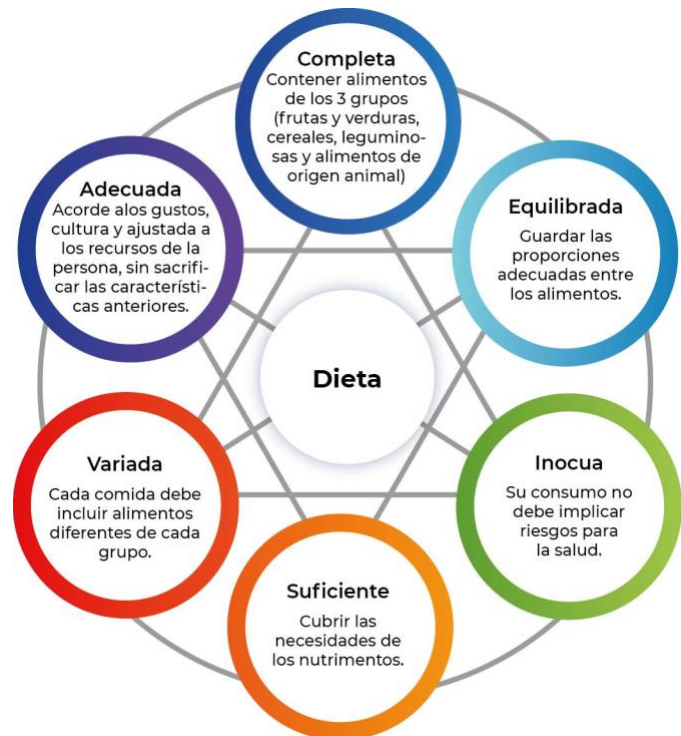 Completa
Contener alimentos
de los 3 grupos
(frutas y verduras,
cereales, legumino-
sas y alimentos de
origen animal)
Equilibrada
Guardar las
proporciones
adecuadas entre
los alimentos.
Inocua
Su consumo no
debe implicar
riesgos para
la salud.
Suficiente
Cubrir las
necesidades de
los nutrimentos.
Variada
Cada comida debe
incluir alimentos
diferentes de cada
grupo.
Adecuada
Acorde alos gustos,
cultura y ajustada a
los recursos de la
persona, sin sacrifi-
car las caracterís​ti-
cas anteriores.
Dieta